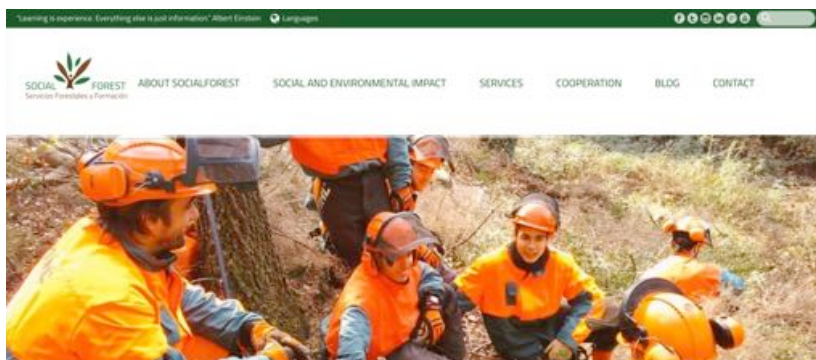 "Learning is experience. Everything else is just information." Albert Einstein Languages
SOCIAL FOREST
Servicios Forestales y Formación
ABOUT SOCIALFOREST SOCIAL AND ENVIRONMENTAL IMPACT SERVICES COOPERATION BLOG CONTACT